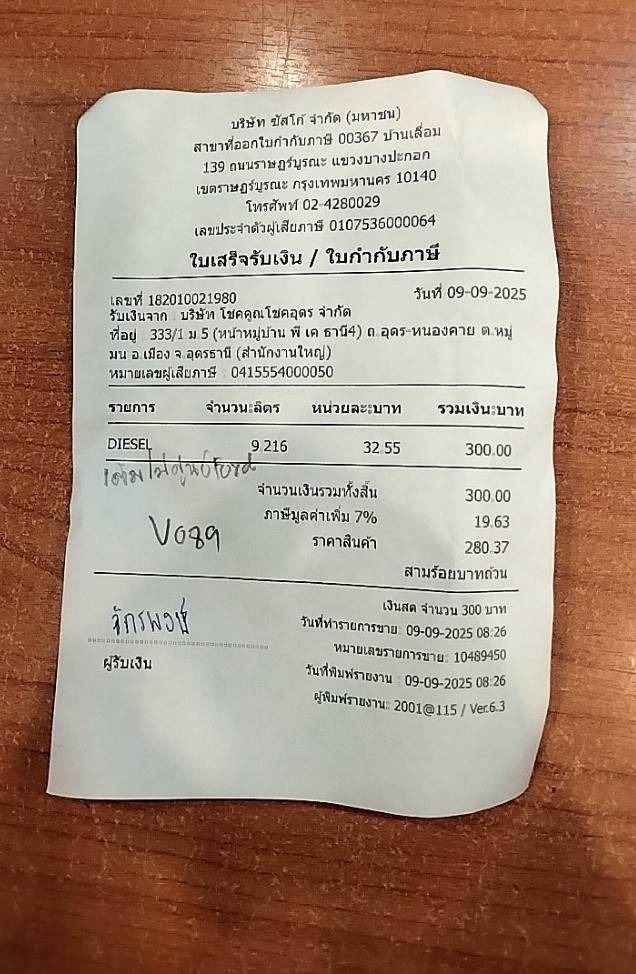 บริษัท ซัสโก้ จำกัด (มหาชน)
สาขาที่ออกใบกำกับภาษี 00367 บ้านเลื่อม
139 ถนนราษฎร์บูรณะ แขวงบางปะกอก
เขตราษฎร์บูรณะ กรุงเทพมหานคร 10140
โทรศัพท์ 02-4280029
เลขประจำตัวผู้เสียภาษี 0107536000064
ใบเสร็จรับเงิน / ใบกำกับภาษี
เลขที่ 182010021980 วันที่ 09-09-2025
รับเงินจาก : บริษัท โชคคูณโชคอุดร จำกัด
ที่อยู่ : 333/1 ม.5 (หน้าหมู่บ้าน พี เค ธานี4) ถ.อุดร-หนองคาย ต.หมู
มน อ.เมือง จ.อุดรธานี (สำนักงานใหญ่)
หมายเลขผู้เสียภาษี : 0415554000050
รายการ จำนวน:ลิตร หน่วยละ:บาท รวมเงิน:บาท
DIESEL 9.216 32.55 300.00
จำนวนเงินรวมทั้งสิ้น 300.00
ภาษีมูลค่าเพิ่ม 7% 19.63
V089
ราคาสินค้า 280.37
สามร้อยบาทถ้วน
เงินสด จำนวน 300 บาท
จักรพงษ์
วันที่ทำรายการขาย: 09-09-2025 08:26
หมายเลขรายการขาย: 10489450
ผู้รับเงิน
วันที่พิมพ์รายงาน : 09-09-2025 08:26
ผู้พิมพ์รายงาน: 2001@115 / Ver.6.3